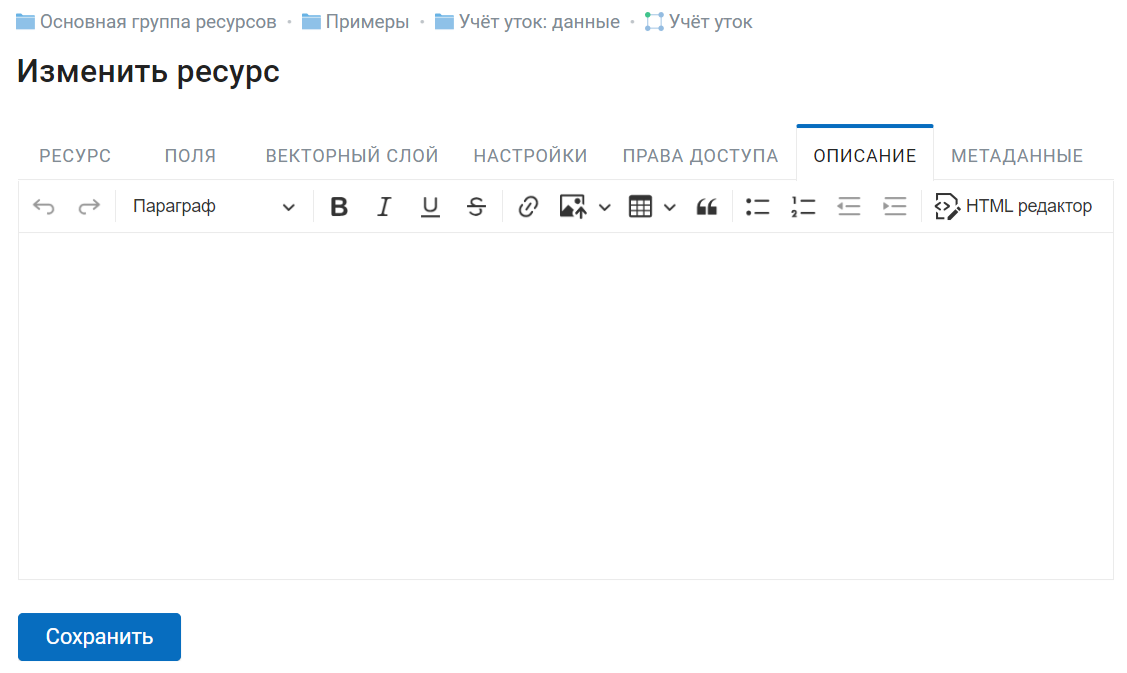 Основная группа ресурсов • Примеры • Учёт уток: данные • Учёт уток
Изменить ресурс
РЕСУРС ПОЛЯ ВЕКТОРНЫЙ СЛОЙ НАСТРОЙКИ ПРАВА ДОСТУПА ОПИСАНИЕ МЕТАДАННЫЕ
Параграф B I U S HTML редактор
Сохранить